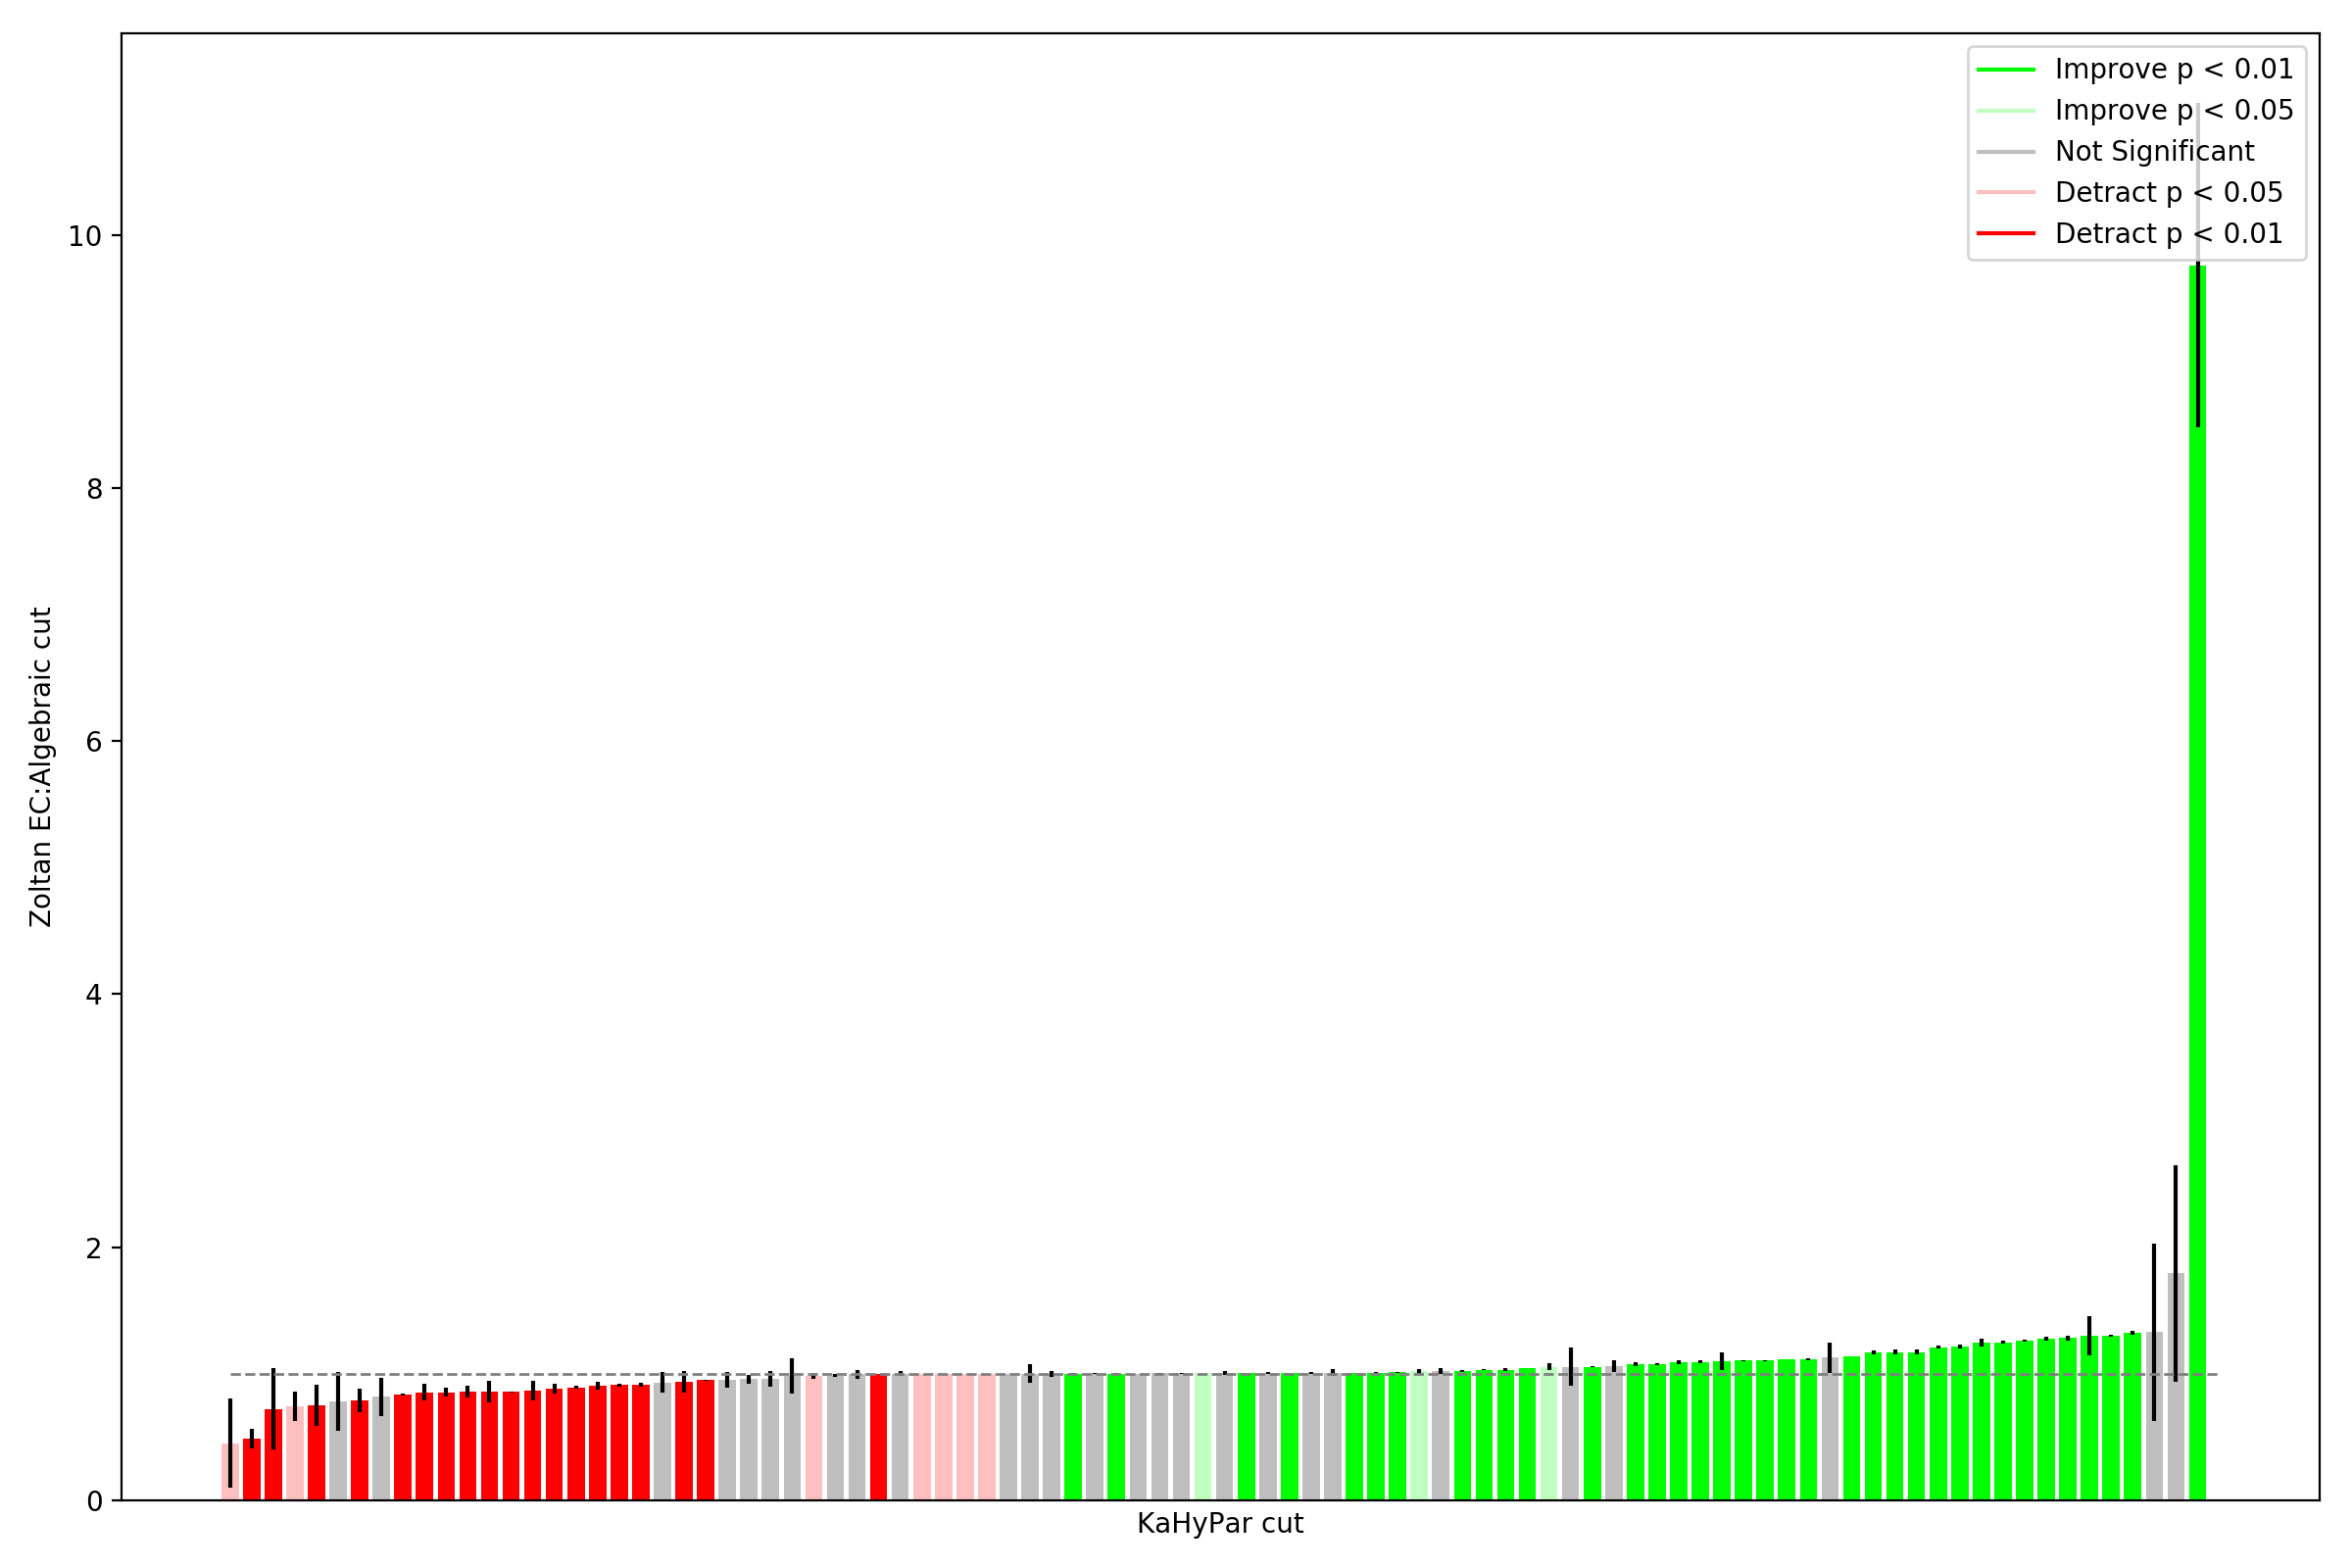 Improve p < 0.01
Improve p < 0.05
Not Significant
Detract p < 0.05
Detract p < 0.01
10
8
6
4
2
0
Zoltan EC:Algebraic cut
KaHyPar cut